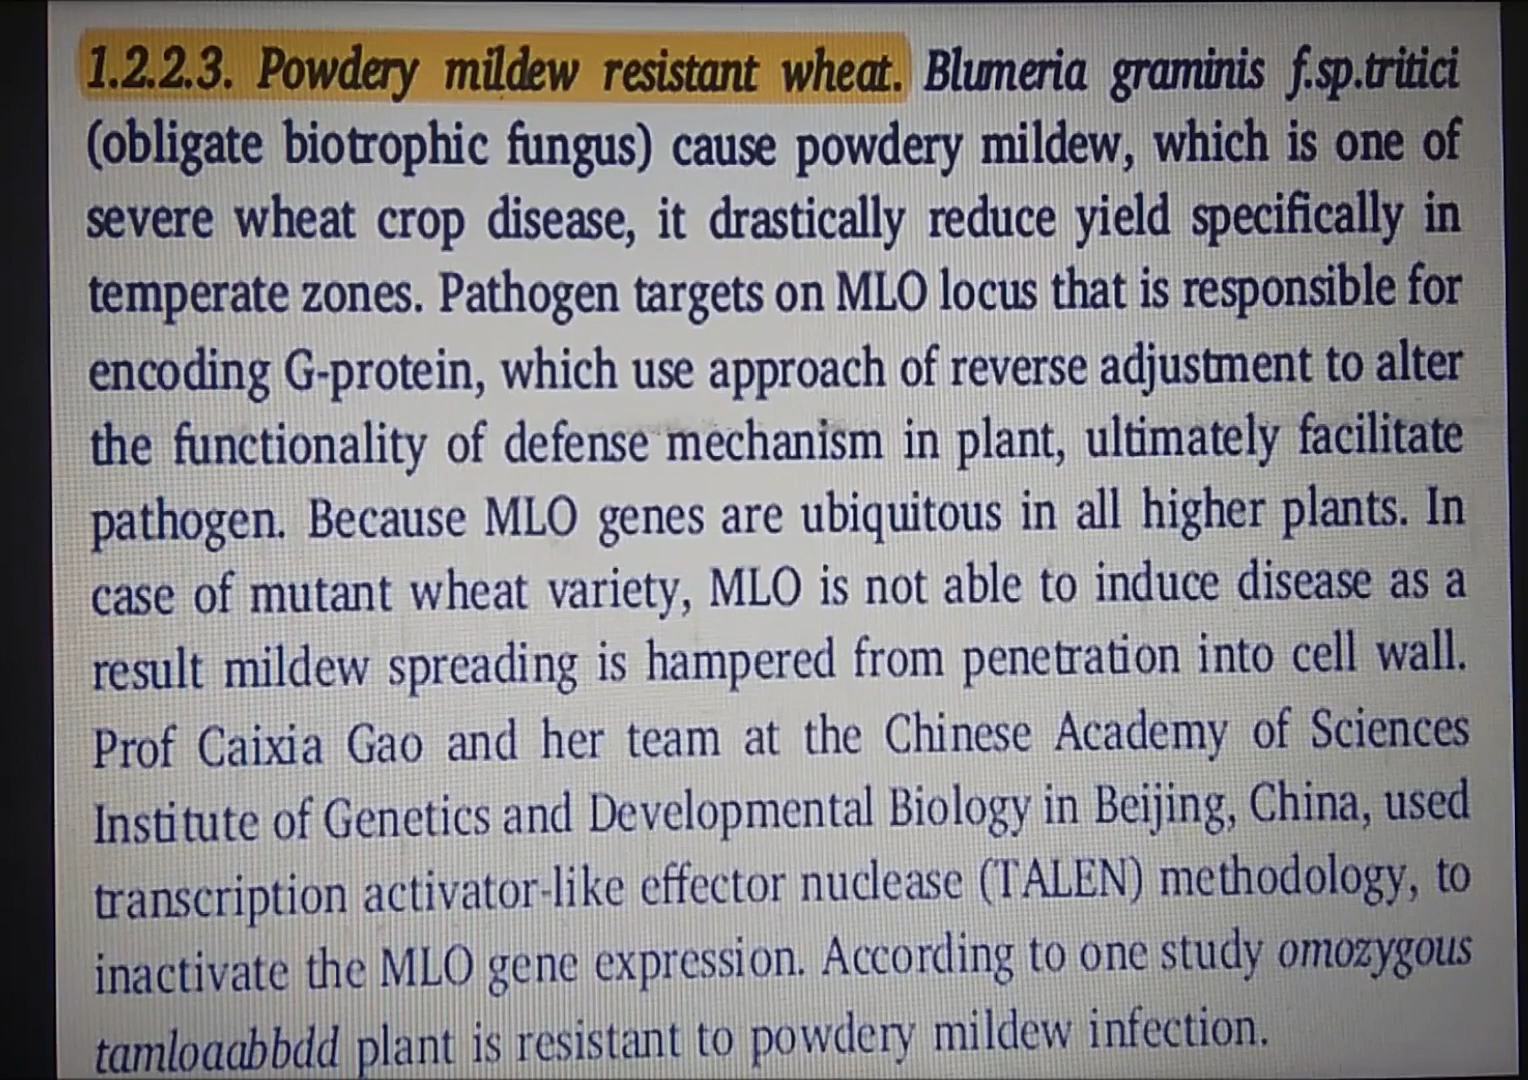 1.2.2.3. Powdery mildew resistant wheat. Blumeria graminis f.sp.tritici
(obligate biotrophic fungus) cause powdery mildew, which is one of
severe wheat crop disease, it drastically reduce yield specifically in
temperate zones. Pathogen targets on MLO locus that is responsible for
encoding G-protein, which use approach of reverse adjustment to alter
the functionality of defense mechanism in plant, ultimately facilitate
pathogen. Because MLO genes are ubiquitous in all higher plants. In
case of mutant wheat variety, MLO is not able to induce disease as a
result mildew spreading is hampered from penetration into cell wall.
Prof Caixia Gao and her team at the Chinese Academy of Sciences
Institute of Genetics and Developmental Biology in Beijing, China, used
transcription activator-like effector nuclease (TALEN) methodology, to
inactivate the MLO gene expression. According to one study omozygous
tamloaabbdd plant is resistant to powdery mildew infection.